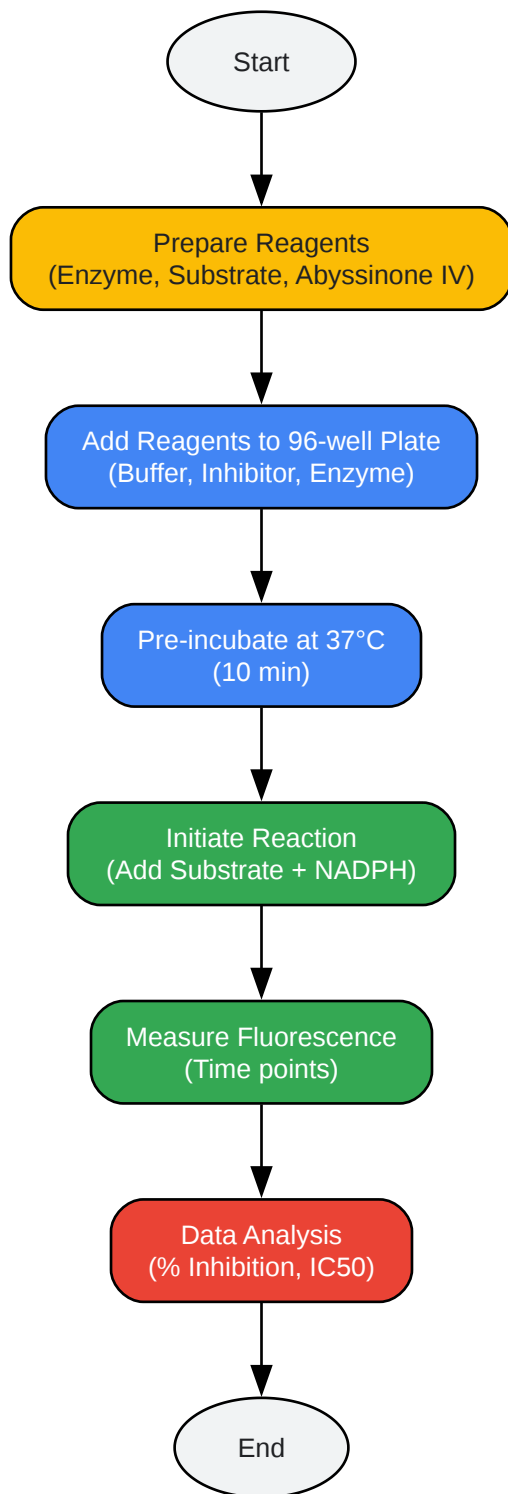 Start
Prepare Reagents
(Enzyme, Substrate, Abyssinone IV)
Add Reagents to 96-well Plate
(Buffer, Inhibitor, Enzyme)
Pre-incubate at 37°C
(10 min)
Initiate Reaction
(Add Substrate + NADPH)
Measure Fluorescence
(Time points)
Data Analysis
(% Inhibition, IC50)
End